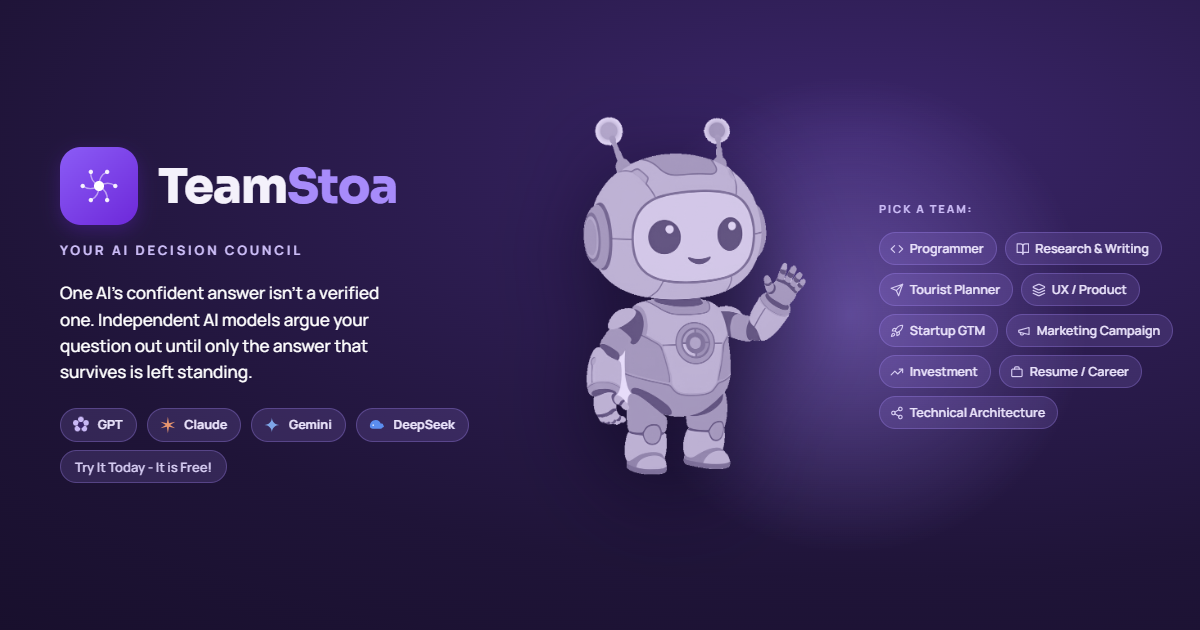 TeamStoa
YOUR AI DECISION COUNCIL
One AI’s confident answer isn’t a verified
one. Independent AI models argue your
question out until only the answer that
survives is left standing.
GPT Claude Gemini DeepSeek
Try It Today - It is Free!
PICK A TEAM:
Programmer Research & Writing
Tourist Planner UX / Product
Startup GTM Marketing Campaign
Investment Resume / Career
Technical Architecture